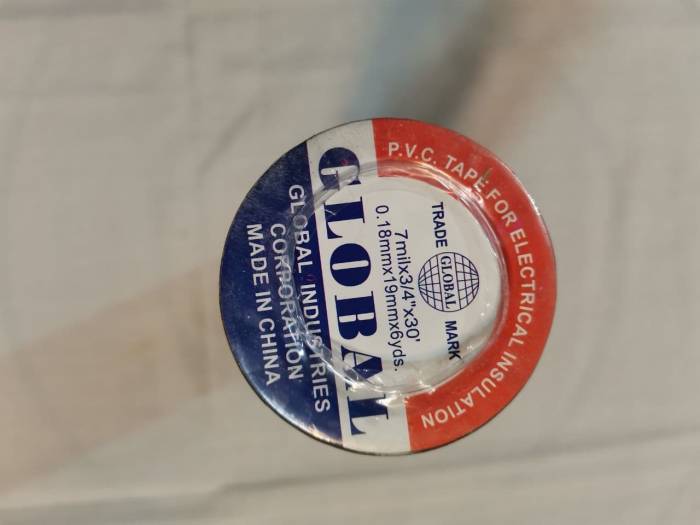 P.V.C. TAPE FOR ELECTRICAL INSULATION
TRADE GLOBAL MARK
7milx3/4"x30'
0.18mmx19mmx6yds.
GLOBAL
GLOBAL INDUSTRIES
CORPORATION
MADE IN CHINA